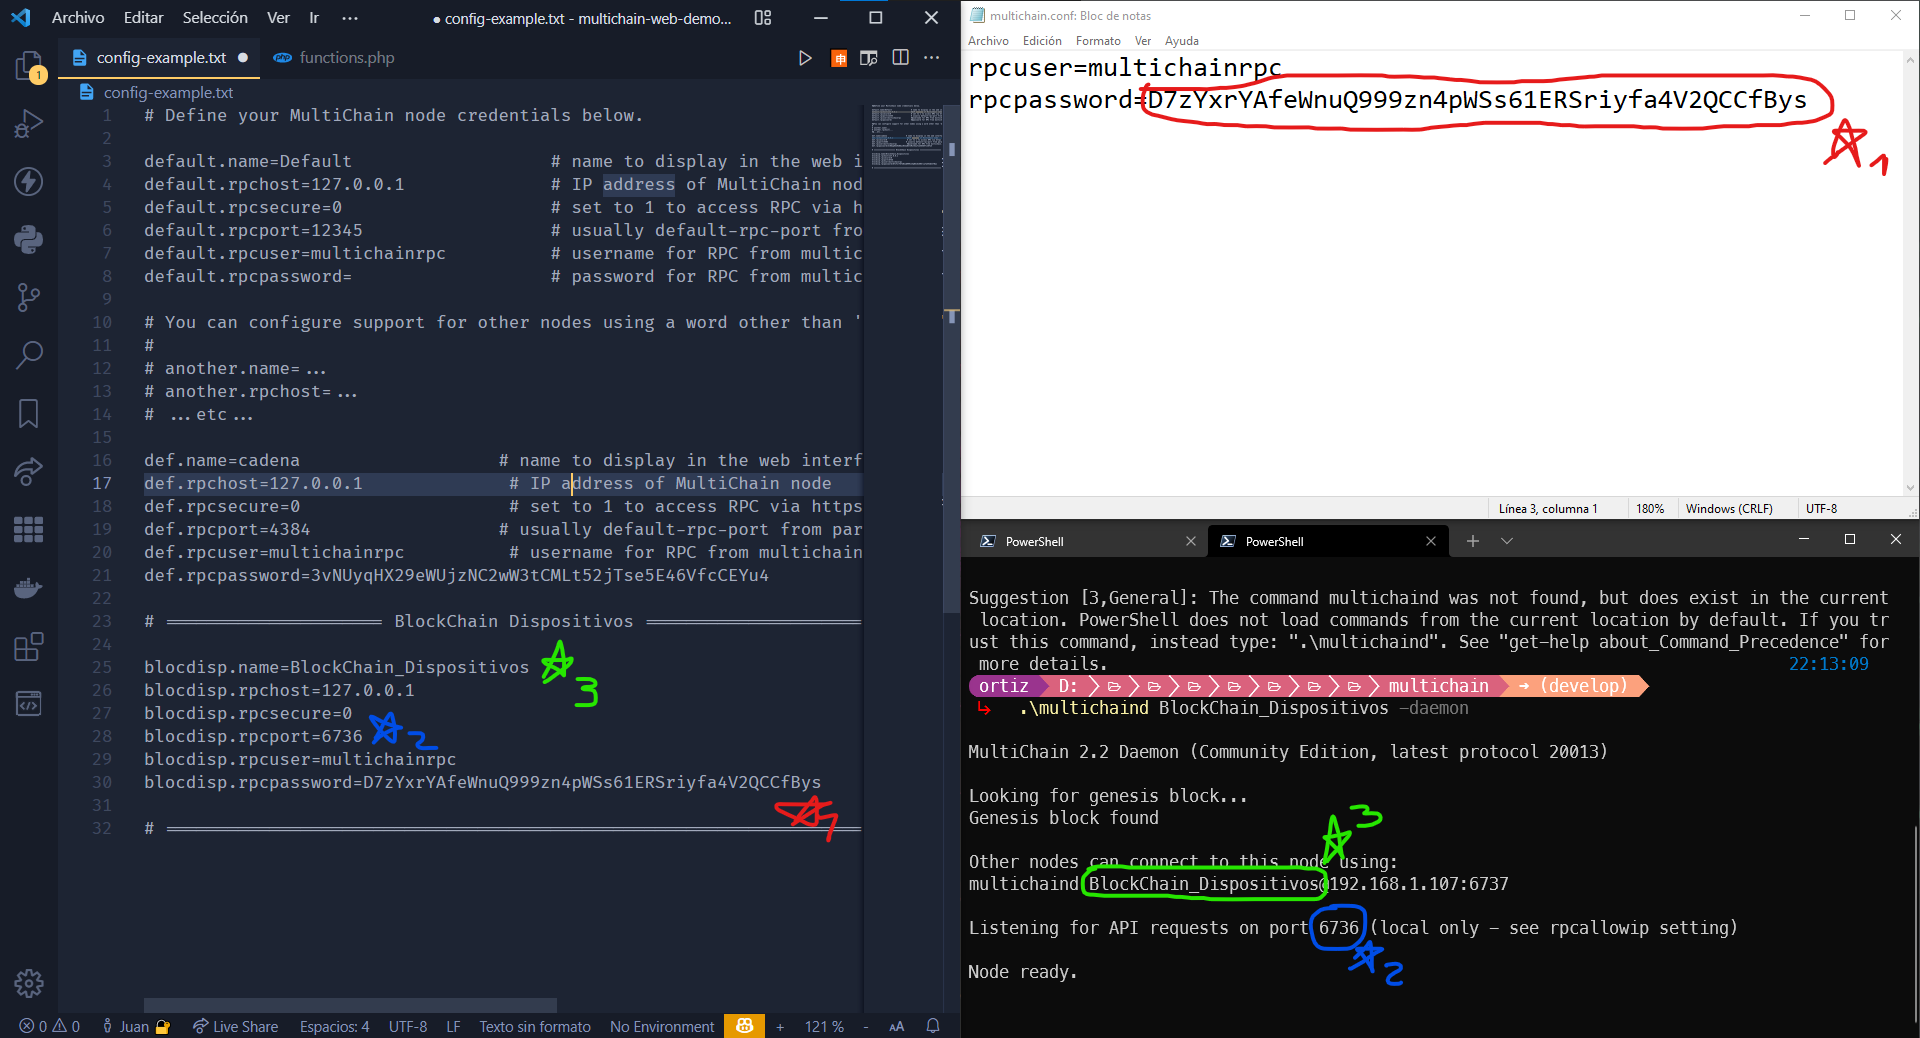 Archivo Editar Selección Ver Ir ···
● config-example.txt - multichain-web-demo...
config-example.txt ●
php functions.php
config-example.txt
1 # Define your MultiChain node credentials below.
2
3 default.name=Default # name to display in the web i
4 default.rpchost=127.0.0.1 # IP address of MultiChain nod
5 default.rpcsecure=0 # set to 1 to access RPC via h
6 default.rpcport=12345 # usually default-rpc-port fro
7 default.rpcuser=multichainrpc # username for RPC from multic
8 default.rpcpassword= # password for RPC from multic
9
10 # You can configure support for other nodes using a word other than '
11 #
12 # another.name=...
13 # another.rpchost=...
14 # ...etc...
15
16 def.name=cadena # name to display in the web interf
17 def.rpchost=127.0.0.1 # IP address of MultiChain node
18 def.rpcsecure=0 # set to 1 to access RPC via https
19 def.rpcport=4384 # usually default-rpc-port from par
20 def.rpcuser=multichainrpc # username for RPC from multichain
21 def.rpcpassword=3vNUyqHX29eWUjzNC2wW3tCMLt52jTse5E46VfcCEYu4
22
23 # ===================== BlockChain Dispositivos =====================
24
25 blocdisp.name=BlockChain_Dispositivos
3
26 blocdisp.rpchost=127.0.0.1
27 blocdisp.rpcsecure=0
28 blocdisp.rpcport=6736
2
29 blocdisp.rpcuser=multichainrpc
30 blocdisp.rpcpassword=D7zYxrYAfeWnuQ999zn4pWSs61ERSriyfa4V2QCCfBys
31
1
32 # ===================================================================
1
0 0 Juan Live Share Espacios: 4 UTF-8 LF Texto sin formato No Environment + 121 % - AA
multichain.conf: Bloc de notas
Archivo Edición Formato Ver Ayuda
rpcuser=multichainrpc
rpcpassword=D7zYxrYAfeWnuQ999zn4pWSs61ERSriyfa4V2QCCfBys
1
Línea 3, columna 1 180% Windows (CRLF) UTF-8
PowerShell
PowerShell
Suggestion [3,General]: The command multichaind was not found, but does exist in the current
location. PowerShell does not load commands from the current location by default. If you tr
ust this command, instead type: ".\multichaind". See "get-help about_Command_Precedence" for
more details.
22:13:09
ortiz D: multichain → (develop)
.\multichaind BlockChain_Dispositivos -daemon
MultiChain 2.2 Daemon (Community Edition, latest protocol 20013)
Looking for genesis block...
Genesis block found
3
Other nodes can connect to this node using:
multichaind BlockChain_Dispositivos@192.168.1.107:6737
Listening for API requests on port 6736 (local only - see rpcallowip setting)
2
Node ready.